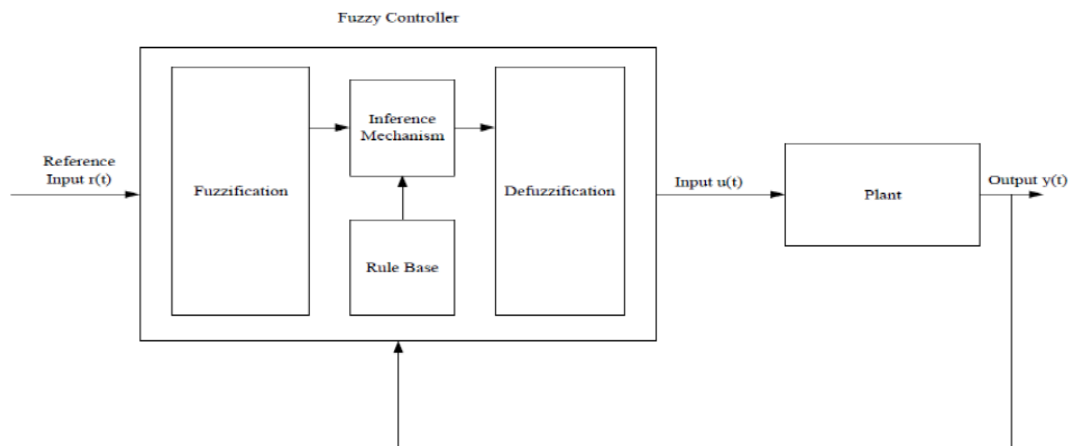 Fuzzy Controller
Reference
Input r(t)
Fuzzification
Inference
Mechanism
Rule Base
Defuzzification
Input u(t)
Plant
Output y(t)